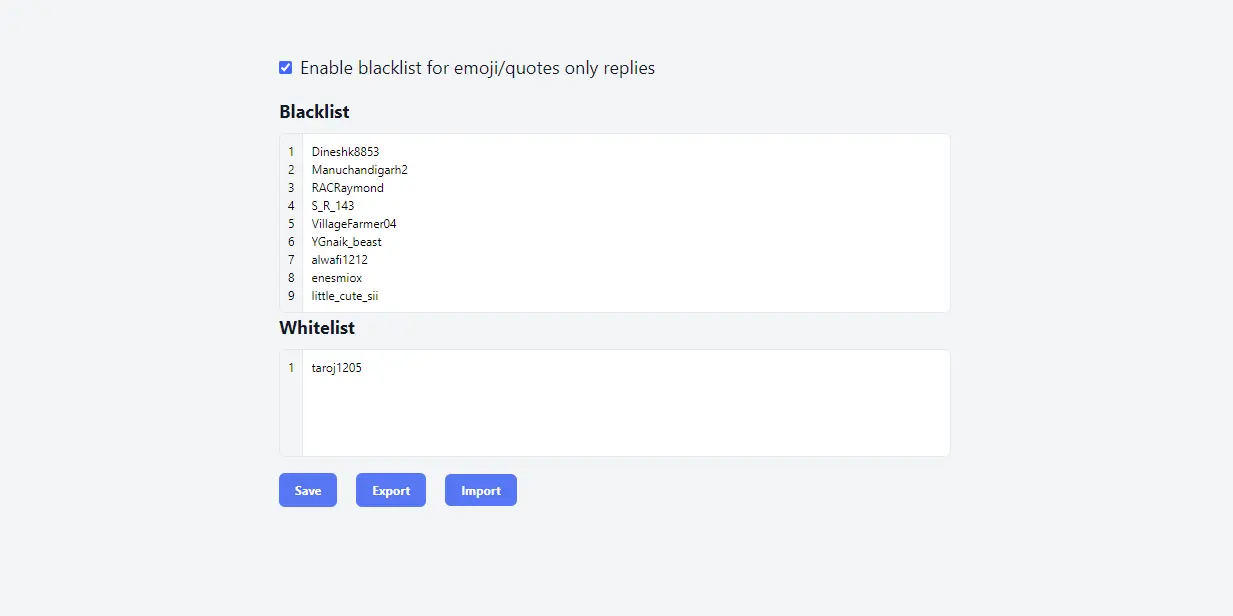 Enable blacklist for emoji/quotes only replies
Blacklist
1 Dineshk8853
2 Manuchandigarh2
3 RACRaymond
4 S_R_143
5 VillageFarmer04
6 YGnaik_beast
7 alwafi1212
8 enesmiox
9 little_cute_sii
Whitelist
1 taroj1205
Save Export Import